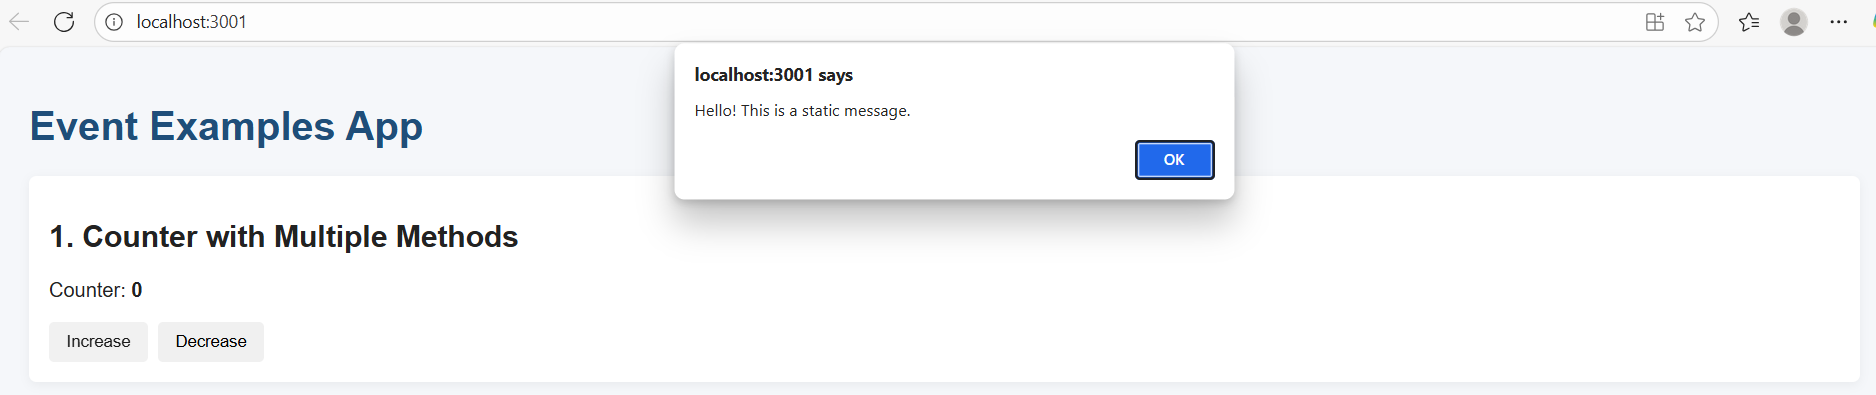 localhost:3001
localhost:3001 says
Hello! This is a static message.
OK
Event Examples App
1. Counter with Multiple Methods
Counter: 0
Increase Decrease